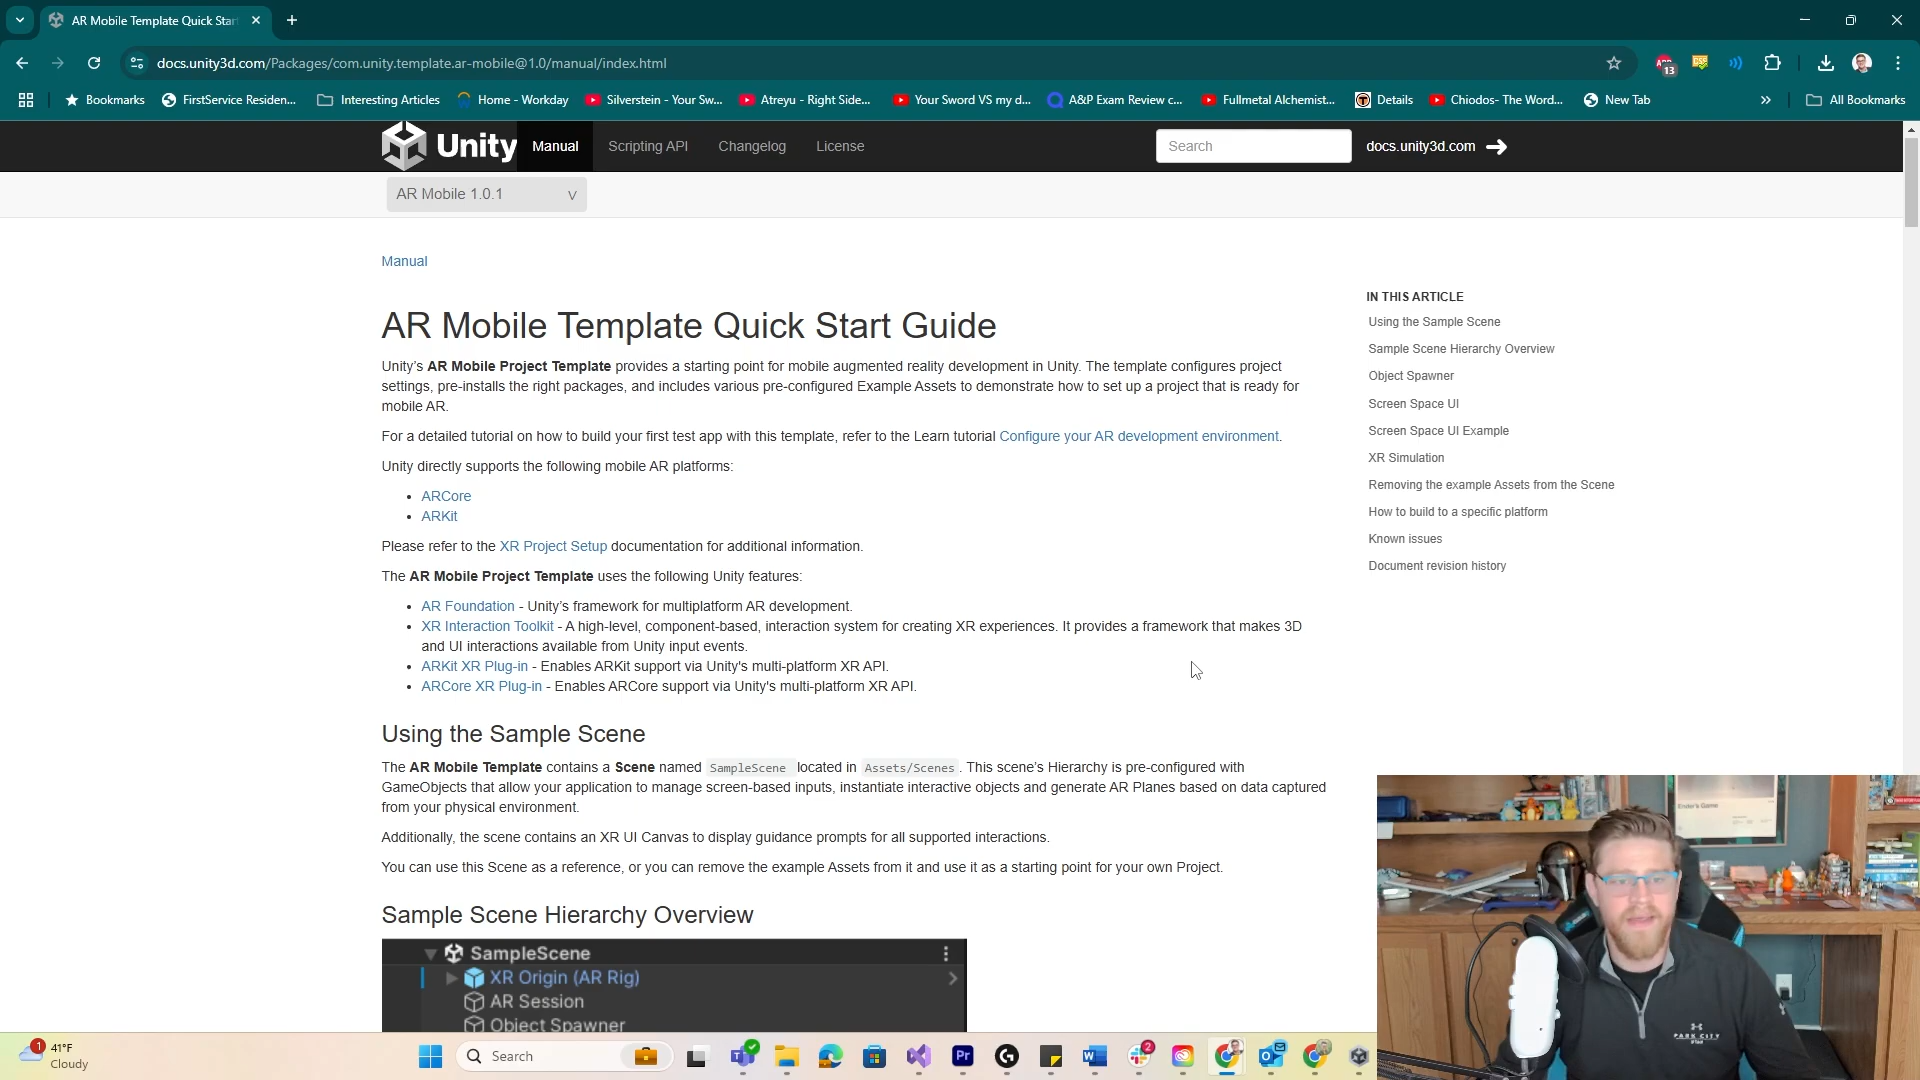 AR Mobile Template Quick Star
docs.unity3d.com/Packages/com.unity.template.ar-mobile@1.0/manual/index.html
13
Bookmarks
FirstService Residen...
Interesting Articles
Home - Workday
Silverstein - Your Sw...
Atreyu - Right Side...
Your Sword VS my d...
A&P Exam Review c...
Fullmetal Alchemist...
Details
Chiodos- The Word...
New Tab
All Bookmarks
Unity
Manual
Scripting API
Changelog
License
Search
docs.unity3d.com
AR Mobile 1.0.1
Manual
AR Mobile Template Quick Start Guide
Unity's AR Mobile Project Template provides a starting point for mobile augmented reality development in Unity. The template configures project
settings, pre-installs the right packages, and includes various pre-configured Example Assets to demonstrate how to set up a project that is ready for
mobile AR.
For a detailed tutorial on how to build your first test app with this template, refer to the Learn tutorial Configure your AR development environment.
Unity directly supports the following mobile AR platforms:
• ARCore
• ARKit
Please refer to the XR Project Setup documentation for additional information.
The AR Mobile Project Template uses the following Unity features:
• AR Foundation - Unity's framework for multiplatform AR development.
• XR Interaction Toolkit - A high-level, component-based, interaction system for creating XR experiences. It provides a framework that makes 3D
and UI interactions available from Unity input events.
• ARKit XR Plug-in - Enables ARKit support via Unity's multi-platform XR API.
• ARCore XR Plug-in - Enables ARCore support via Unity's multi-platform XR API.
Using the Sample Scene
The AR Mobile Template contains a Scene named SampleScene located in Assets/Scenes. This scene's Hierarchy is pre-configured with
GameObjects that allow your application to manage screen-based inputs, instantiate interactive objects and generate AR Planes based on data captured
from your physical environment.
Additionally, the scene contains an XR UI Canvas to display guidance prompts for all supported interactions.
You can use this Scene as a reference, or you can remove the example Assets from it and use it as a starting point for your own Project.
Sample Scene Hierarchy Overview
SampleScene
XR Origin (AR Rig)
AR Session
Object Spawner
IN THIS ARTICLE
Using the Sample Scene
Sample Scene Hierarchy Overview
Object Spawner
Screen Space UI
Screen Space UI Example
XR Simulation
Removing the example Assets from the Scene
How to build to a specific platform
Known issues
Document revision history
Ender's Game
PARK CITY
1
41°F
Cloudy
Search
Pr
2